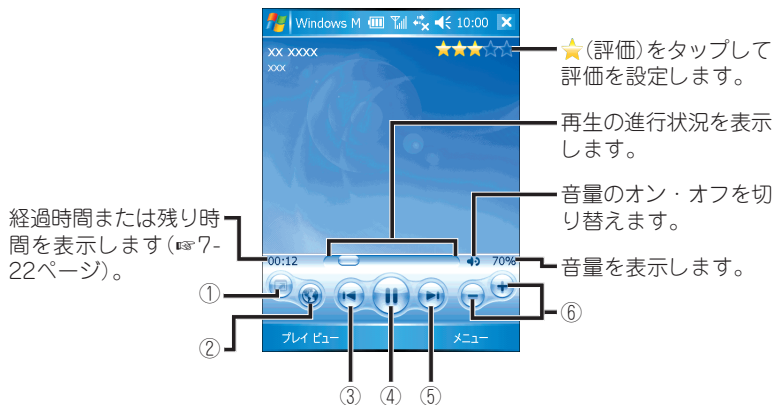 Windows M 10:00
xx xxxx
xxx
⭐(評価)をタップして
評価を設定します。
再生の進行状況を表示
します。
音量のオン・オフを切
り替えます。
経過時間または残り時
間を表示します(☞7-
22ページ)。
00:12
70%
音量を表示します。
①
②
③
④
⑤
⑥
プレイ ビュー
メニュー